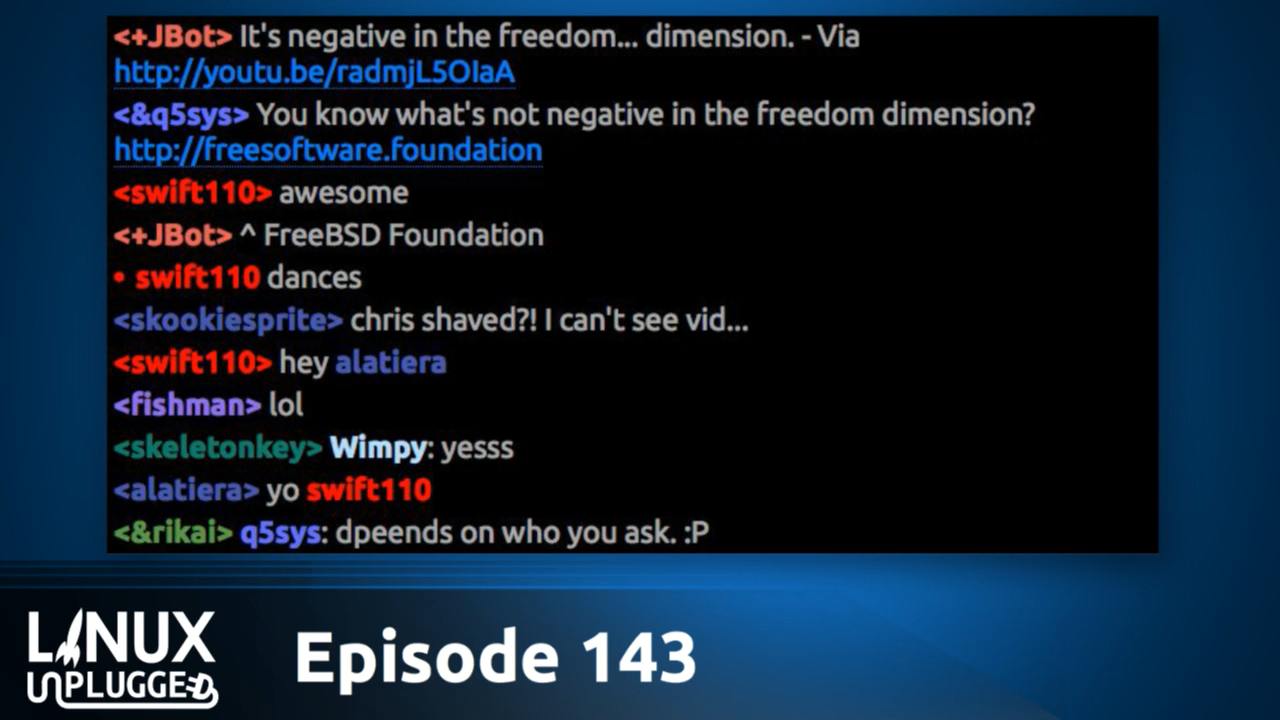 <+JBot> It's negative in the freedom... dimension. - Via
http://youtu.be/radmjL5OIaA
<&q5sys> You know what's not negative in the freedom dimension?
http://freesoftware.foundation
<swift110> awesome
<+JBot> ^ FreeBSD Foundation
• swift110 dances
<skookiesprite> chris shaved?! I can't see vid...
<swift110> hey alatiera
<fishman> lol
<skeletonkey> Wimpy: yesss
<alatiera> yo swift110
<&rikai> q5sys: dpeends on who you ask. :P
LINUX
UNPLUGGED
Episode 143